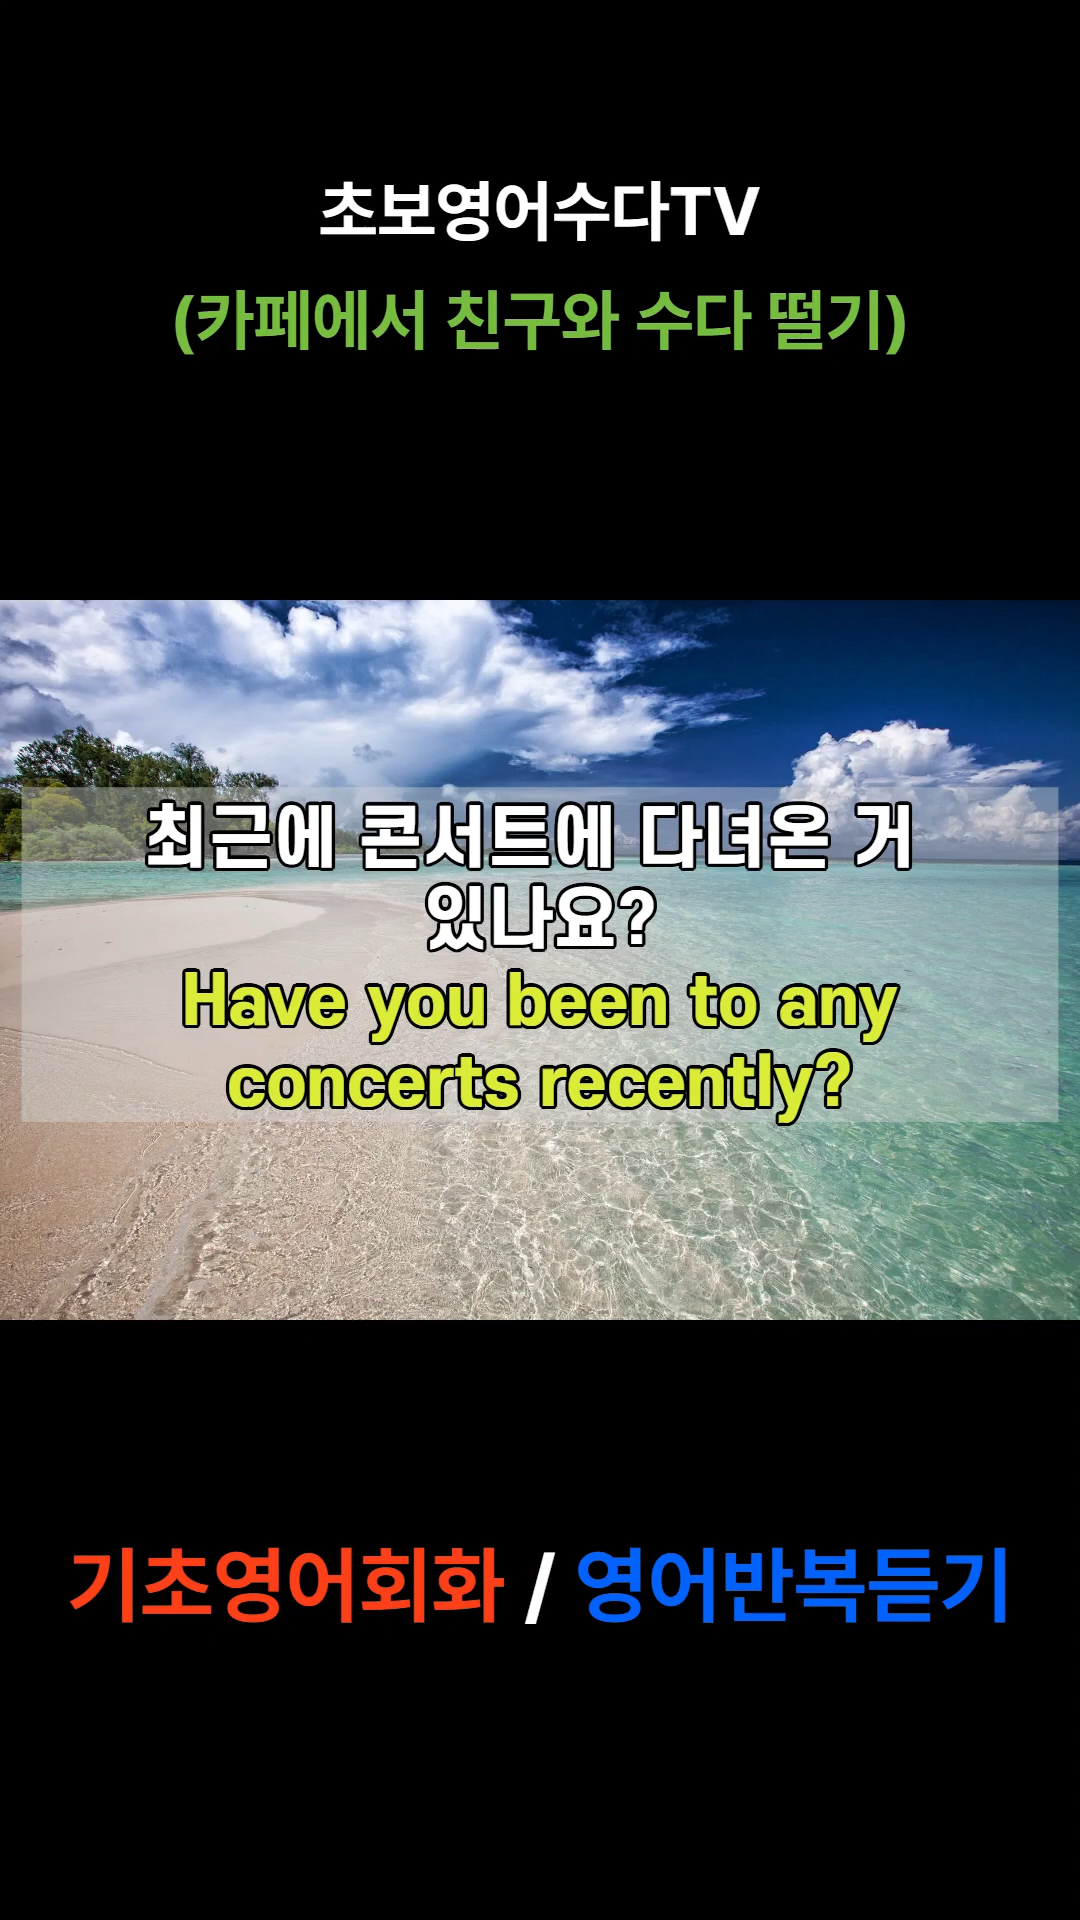 초보영어수다TV
(카페에서 친구와 수다 떨기)
최근에 콘서트에 다녀온 거
있나요?
Have you been to any
concerts recently?
기초영어회화 / 영어반복듣기